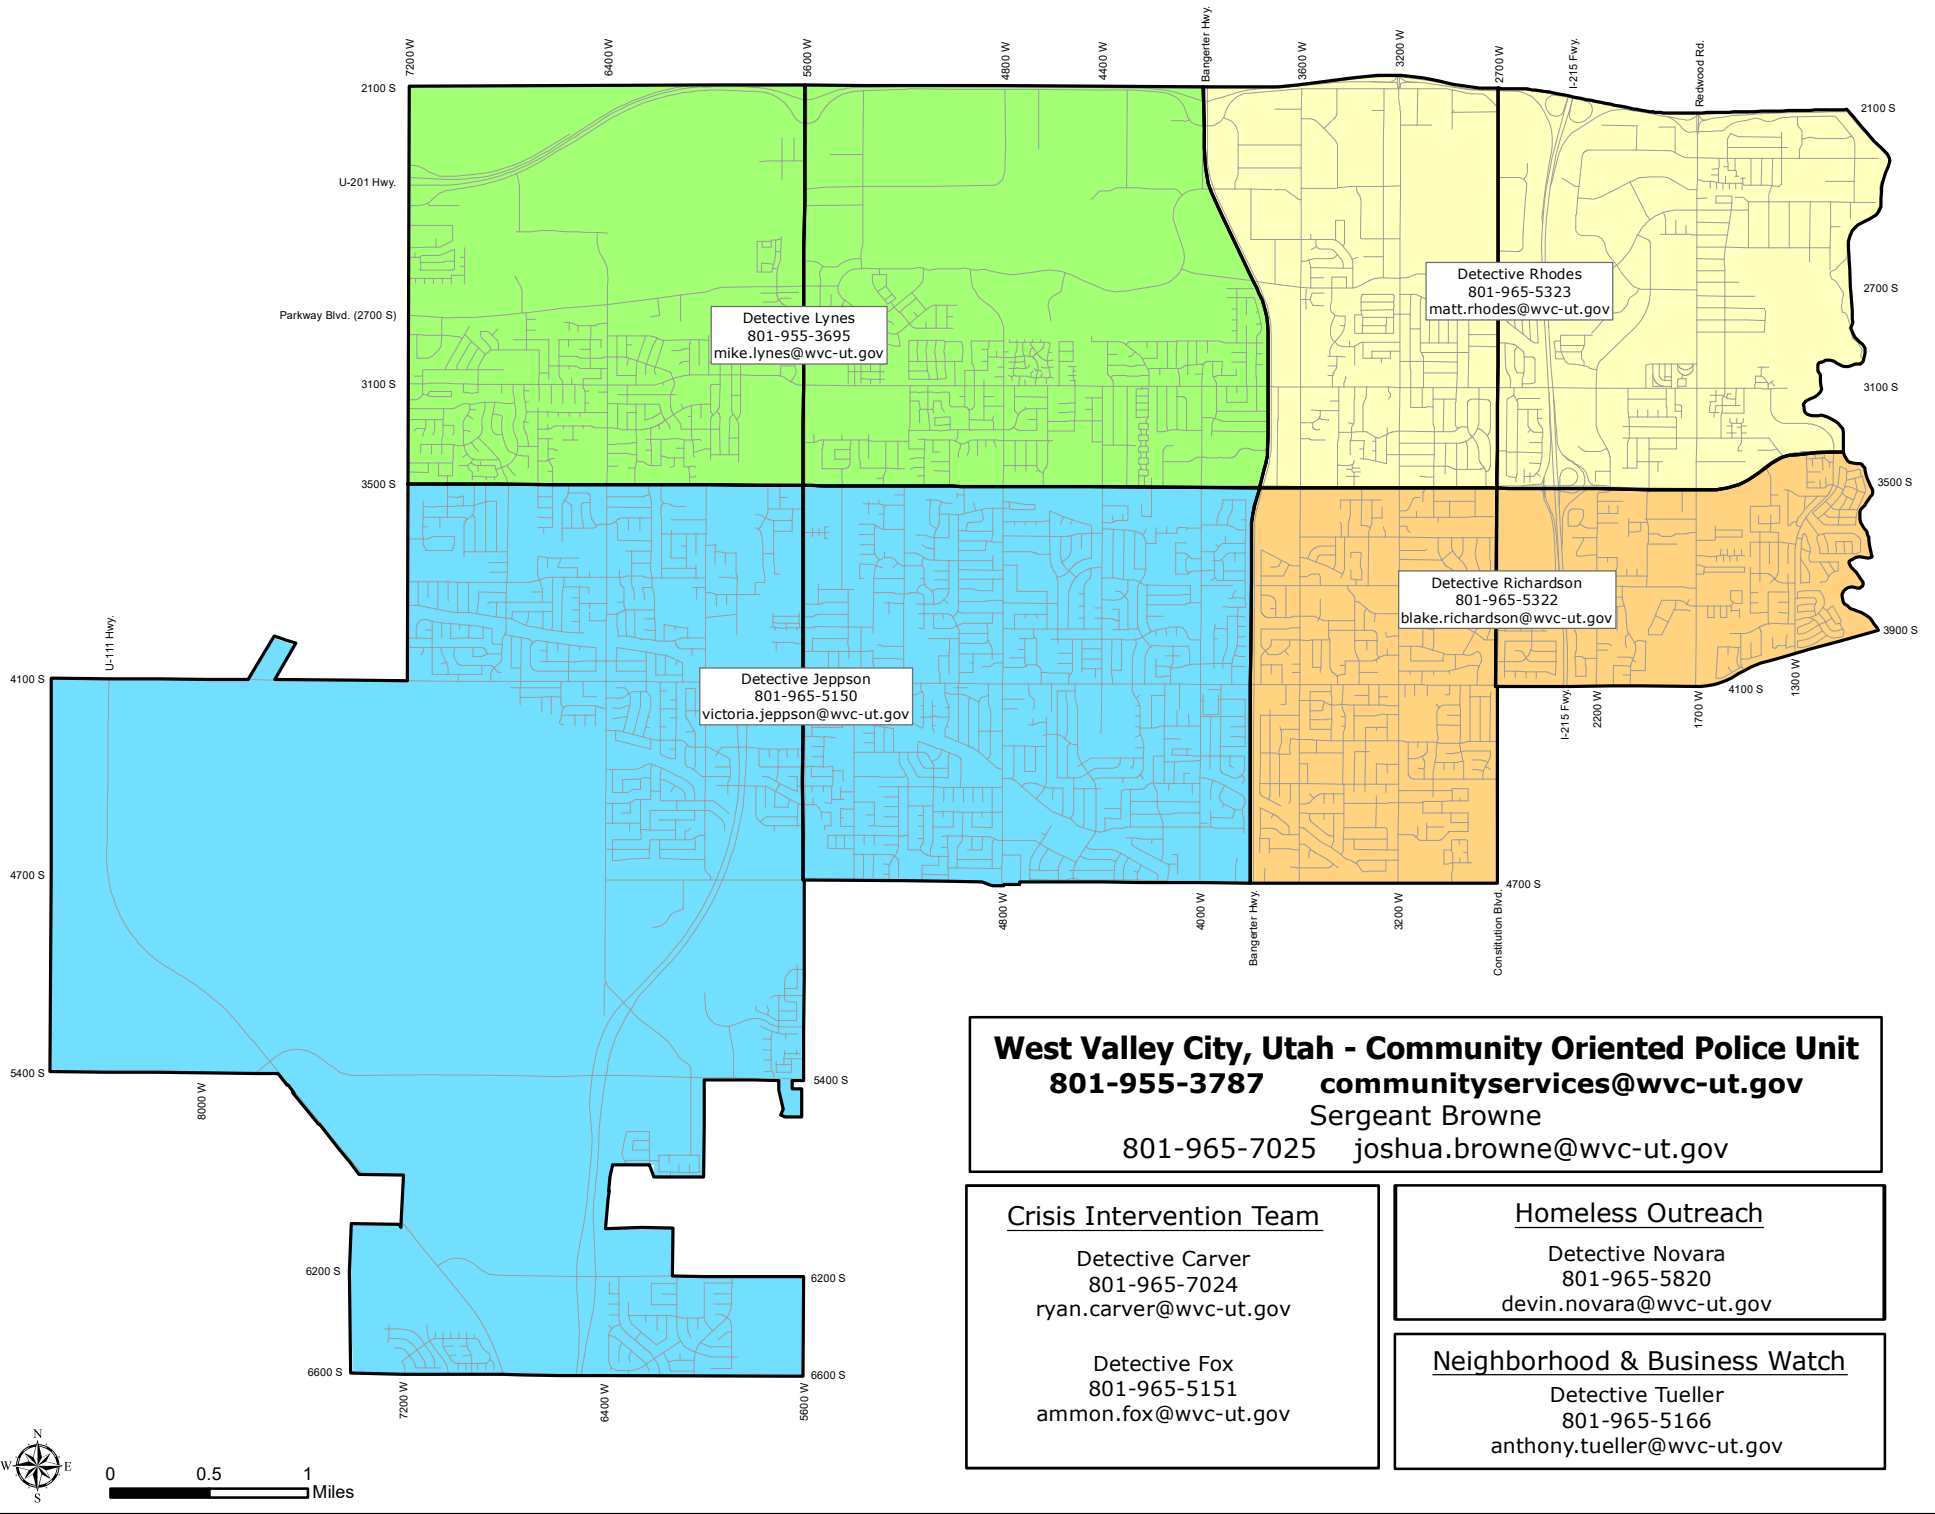 7200 W
6400 W
5600 W
4800 W
4400 W
Bangerter Hwy.
3600 W
3200 W
2700 W
I-215 Fwy.
Redwood Rd.
2100 S
2100 S
U-201 Hwy.
Detective Rhodes
801-965-5323
matt.rhodes@wvc-ut.gov
2700 S
Parkway Blvd. (2700 S)
Detective Lynes
801-955-3695
mike.lynes@wvc-ut.gov
3100 S
3100 S
3500 S
3500 S
Detective Richardson
801-965-5322
blake.richardson@wvc-ut.gov
3900 S
U-111 Hwy.
4100 S
Detective Jeppson
801-965-5150
victoria.jeppson@wvc-ut.gov
4100 S
1300 W
I-215 Fwy.
2200 W
1700 W
4700 S
4700 S
4800 W
4000 W
Bangerter Hwy.
3200 W
Constitution Blvd.
5400 S
5400 S
8000 W
West Valley City, Utah - Community Oriented Police Unit
801-955-3787 communityservices@wvc-ut.gov
Sergeant Browne
801-965-7025 joshua.browne@wvc-ut.gov
Crisis Intervention Team
Detective Carver
801-965-7024
ryan.carver@wvc-ut.gov
Detective Fox
801-965-5151
ammon.fox@wvc-ut.gov
Homeless Outreach
Detective Novara
801-965-5820
devin.novara@wvc-ut.gov
Neighborhood & Business Watch
Detective Tueller
801-965-5166
anthony.tueller@wvc-ut.gov
6200 S
6200 S
6600 S
6600 S
7200 W
6400 W
5600 W
N
W E
S
0 0.5 1
Miles